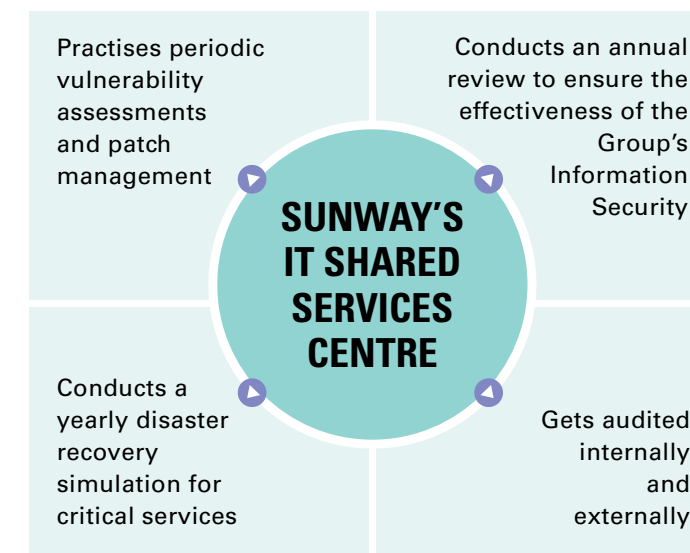 Practises periodic
vulnerability
assessments
and patch
management
Conducts an annual
review to ensure the
effectiveness of the
Group's
Information
Security
SUNWAY'S
IT SHARED
SERVICES
CENTRE
Conducts a
yearly disaster
recovery
simulation for
critical services
Gets audited
internally
and
externally